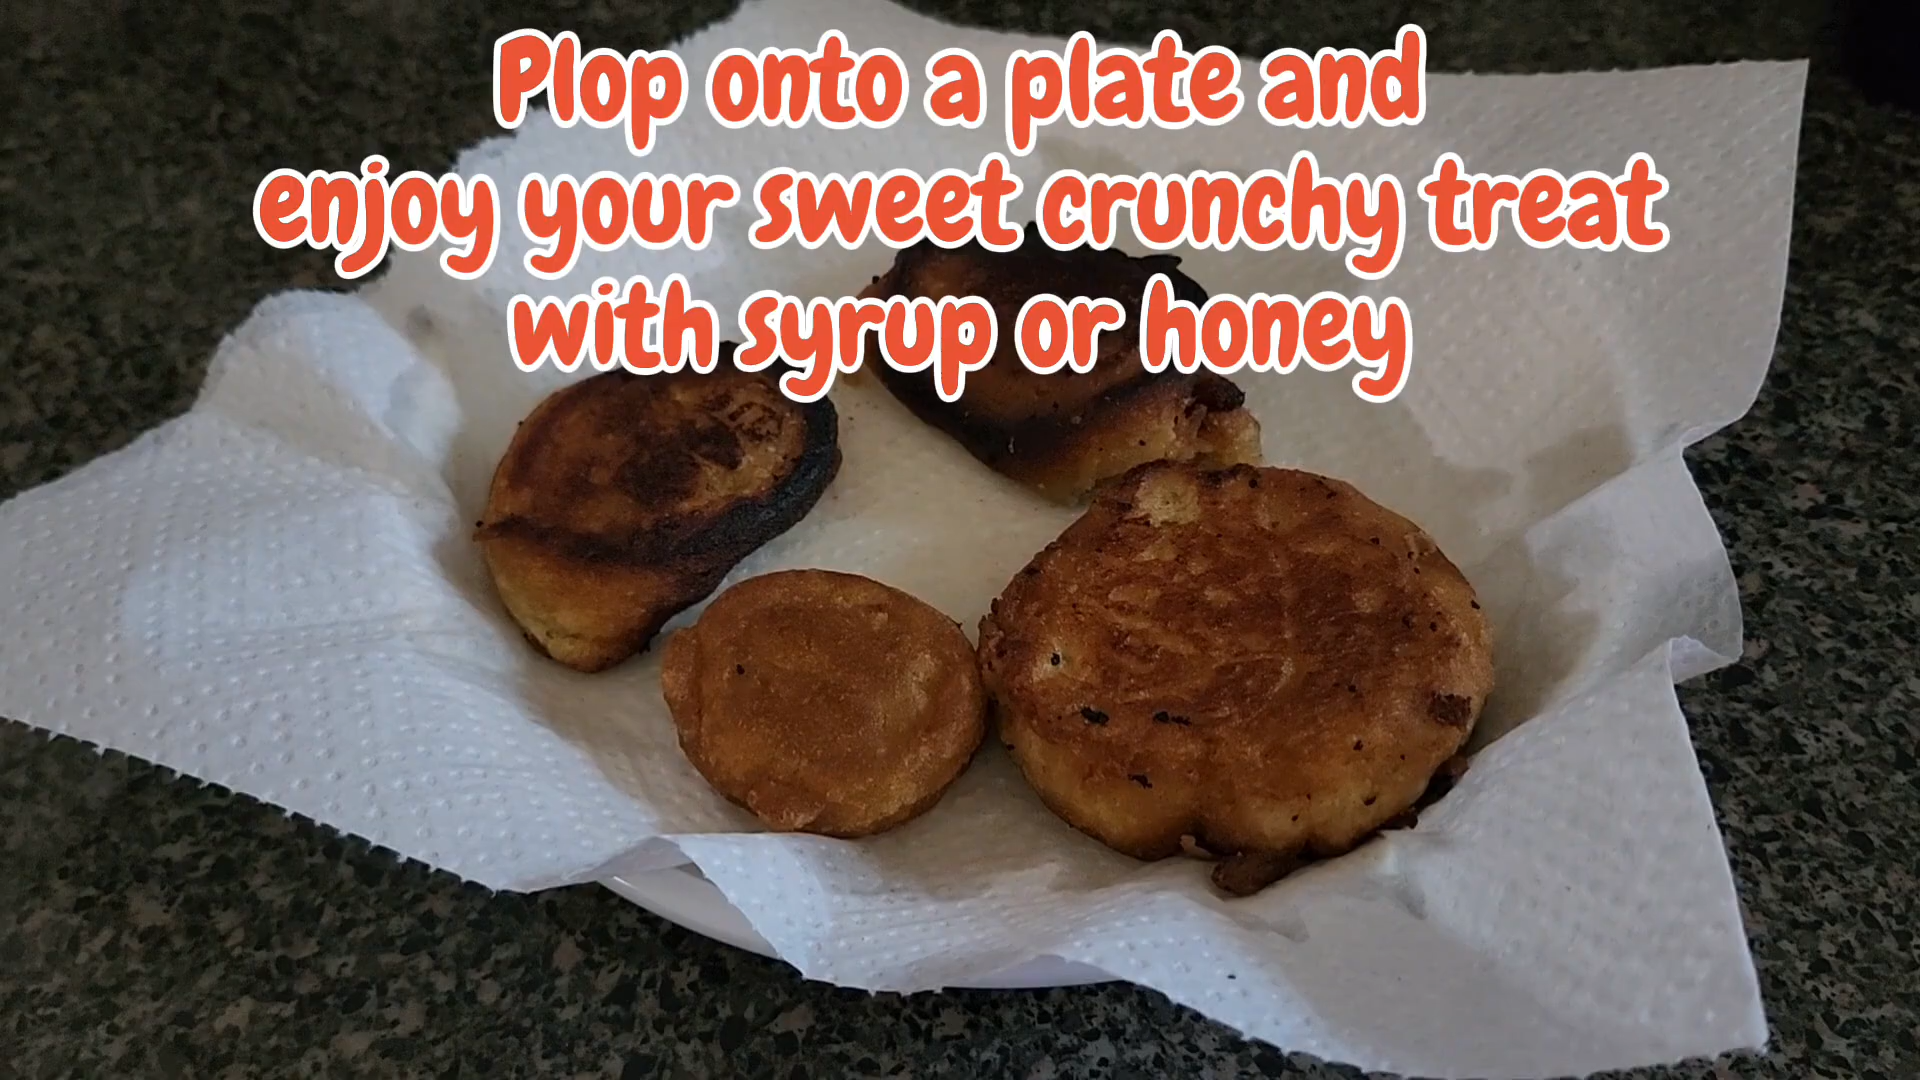 Plop onto a plate and
enjoy your sweet crunchy treat
with syrup or honey